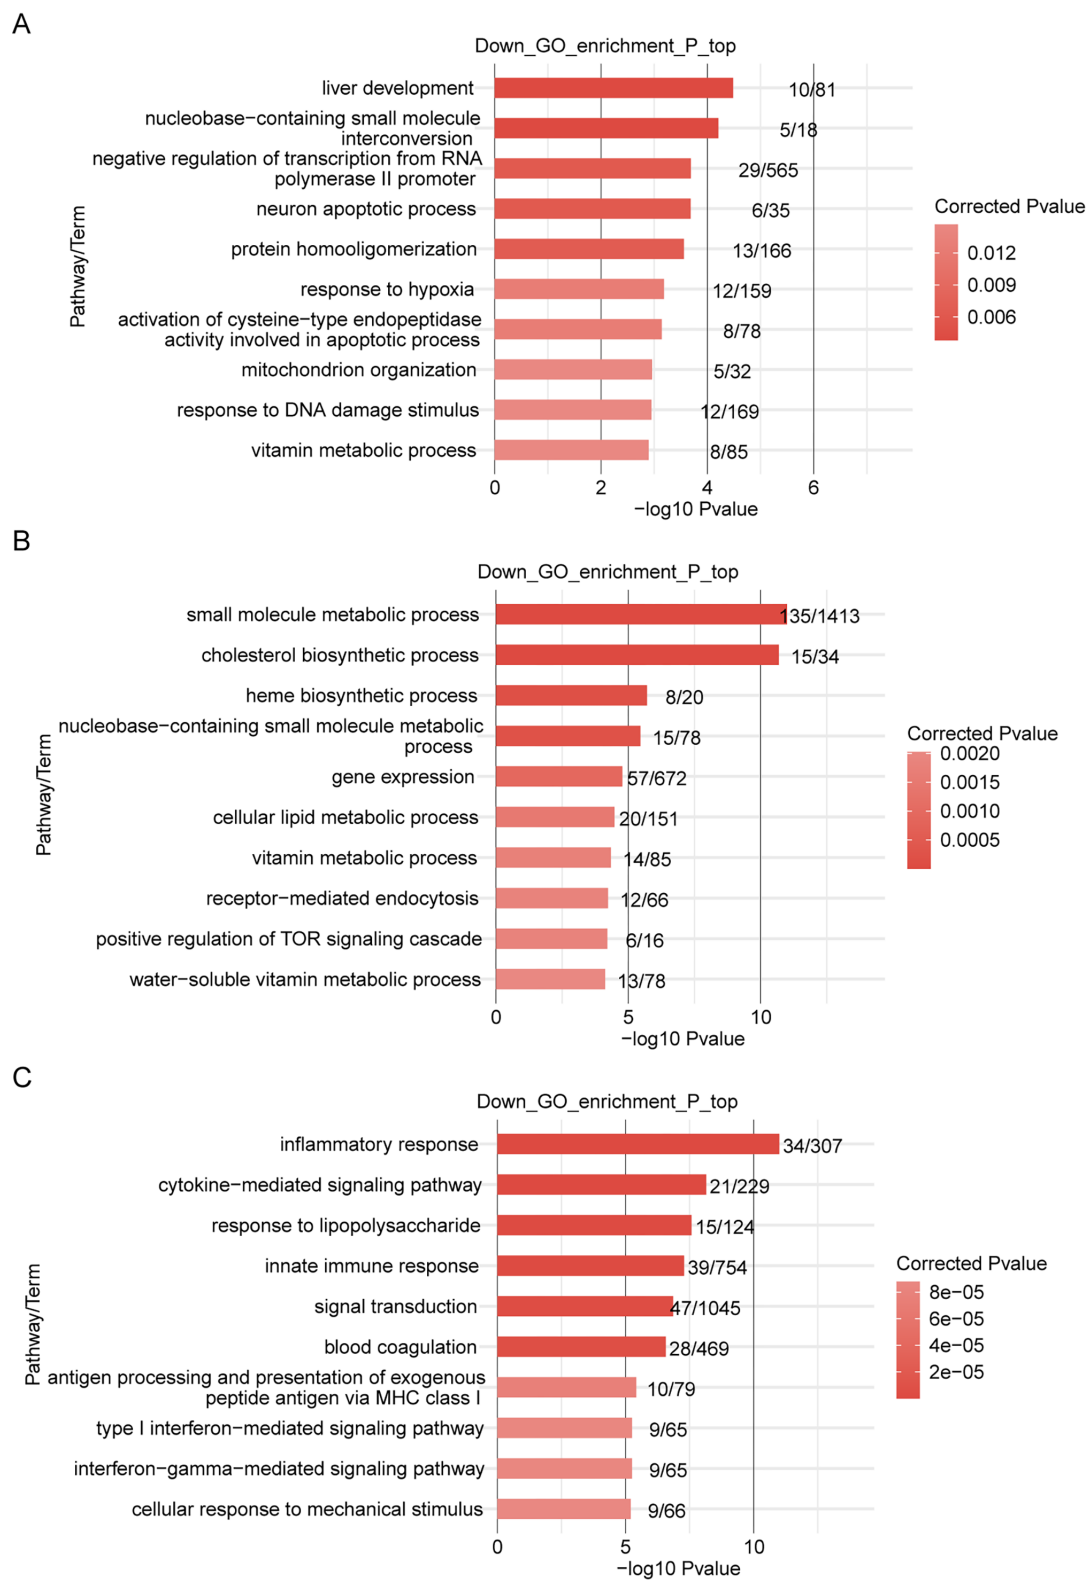 A
Down_GO_enrichment_P_top
liver development
10/81
nucleobase−containing small molecule
interconversion
5/18
negative regulation of transcription from RNA
polymerase II promoter
29/565
neuron apoptotic process
6/35
protein homooligomerization
13/166
response to hypoxia
12/159
activation of cysteine−type endopeptidase
activity involved in apoptotic process
8/78
mitochondrion organization
5/32
response to DNA damage stimulus
12/169
vitamin metabolic process
8/85
0 2 4 6
−log10 Pvalue
Pathway/Term
Corrected Pvalue
0.012
0.009
0.006
B
Down_GO_enrichment_P_top
small molecule metabolic process
135/1413
cholesterol biosynthetic process
15/34
heme biosynthetic process
8/20
nucleobase−containing small molecule metabolic
process
15/78
gene expression
57/672
cellular lipid metabolic process
20/151
vitamin metabolic process
14/85
receptor−mediated endocytosis
12/66
positive regulation of TOR signaling cascade
6/16
water−soluble vitamin metabolic process
13/78
0 5 10
−log10 Pvalue
Pathway/Term
Corrected Pvalue
0.0020
0.0015
0.0010
0.0005
C
Down_GO_enrichment_P_top
inflammatory response
34/307
cytokine−mediated signaling pathway
21/229
response to lipopolysaccharide
15/124
innate immune response
39/754
signal transduction
47/1045
blood coagulation
28/469
antigen processing and presentation of exogenous
peptide antigen via MHC class I
10/79
type I interferon−mediated signaling pathway
9/65
interferon−gamma−mediated signaling pathway
9/65
cellular response to mechanical stimulus
9/66
0 5 10
−log10 Pvalue
Pathway/Term
Corrected Pvalue
8e−05
6e−05
4e−05
2e−05